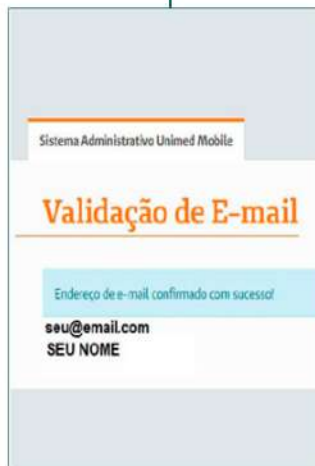 Sistema Administrativo Unimed Mobile
Validação de E-mail
Endereço de e-mail confirmado com sucesso!
seu@email.com
SEU NOME